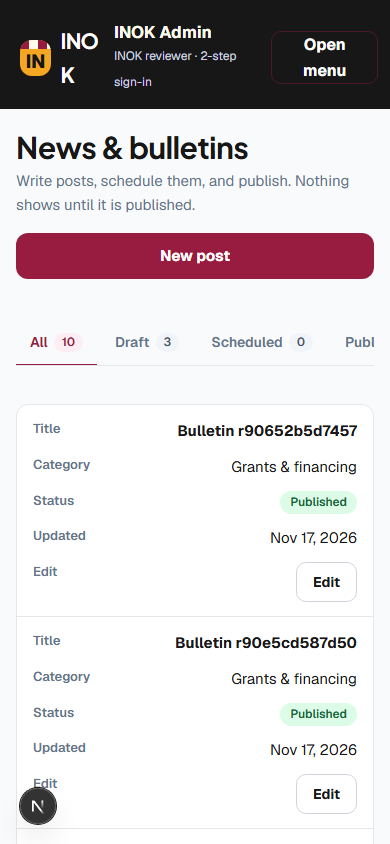 IN
INO
K
INOK Admin
INOK reviewer · 2-step
sign-in
Open
menu
News & bulletins
Write posts, schedule them, and publish. Nothing
shows until it is published.
New post
All 10 Draft 3 Scheduled 0 Publ
Title Bulletin r90652b5d7457
Category Grants & financing
Status Published
Updated Nov 17, 2026
Edit Edit
Title Bulletin r90e5cd587d50
Category Grants & financing
Status Published
Updated Nov 17, 2026
Edit Edit
N